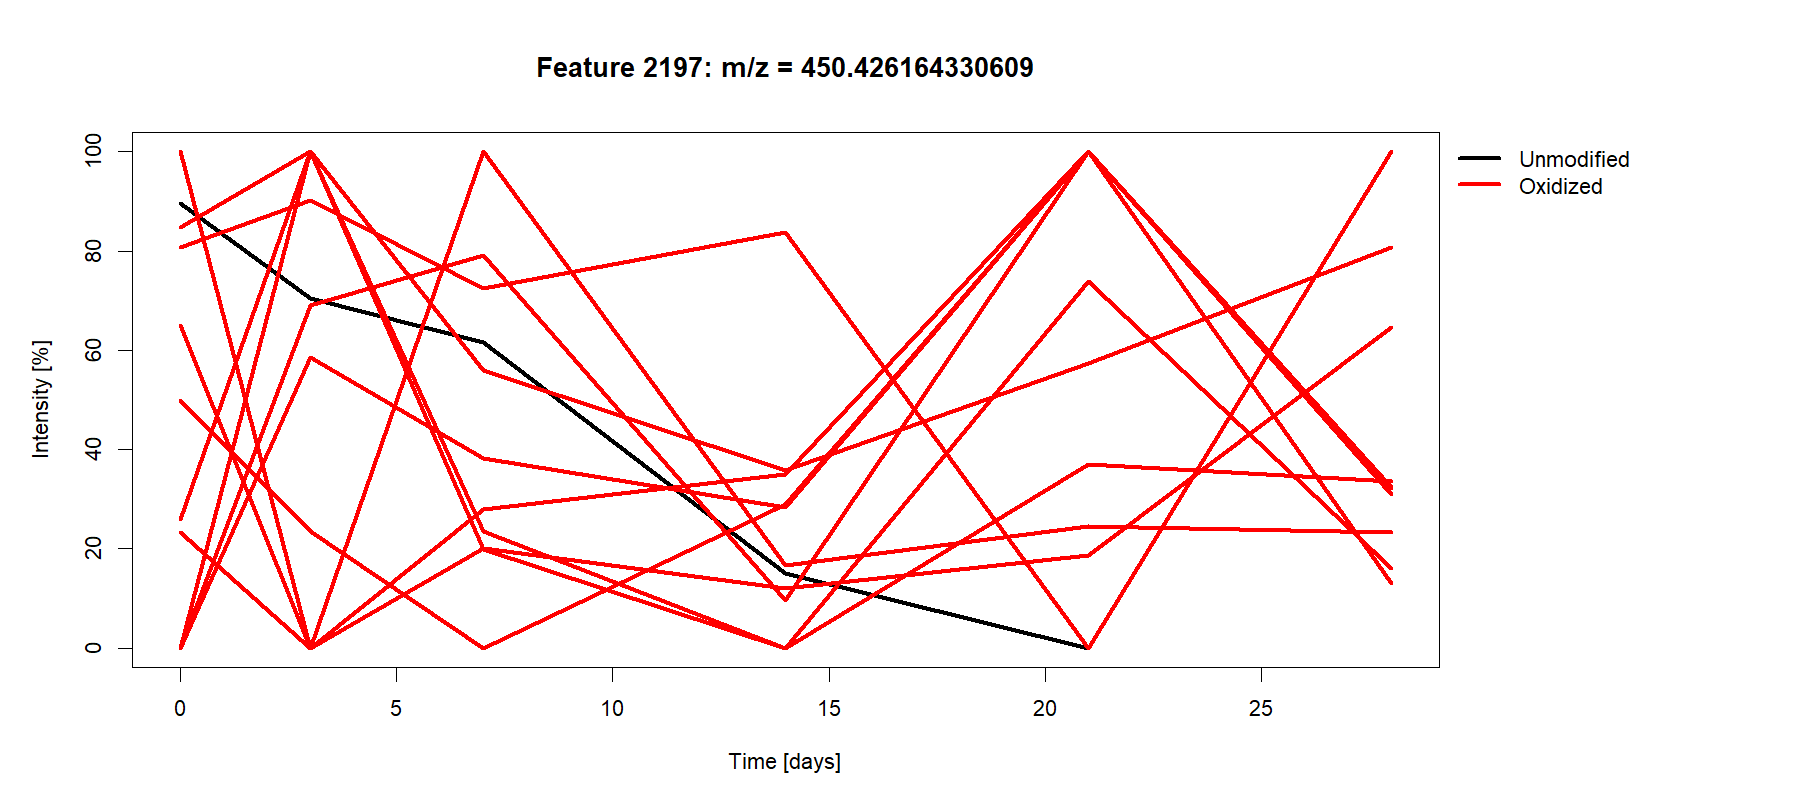 Feature 2197: m/z = 450.426164330609
Unmodified
Oxidized
Intensity [%]
100
80
60
40
20
0
0 5 10 15 20 25
Time [days]